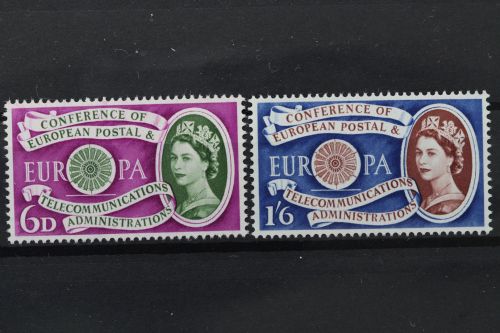 CONFERENCE OF
EUROPEAN POSTAL &
EUROPA
TELECOMMUNICATIONS
6D ADMINISTRATIONS
CONFERENCE OF
EUROPEAN POSTAL &
EUROPA
TELECOMMUNICATIONS
1'6 ADMINISTRATIONS